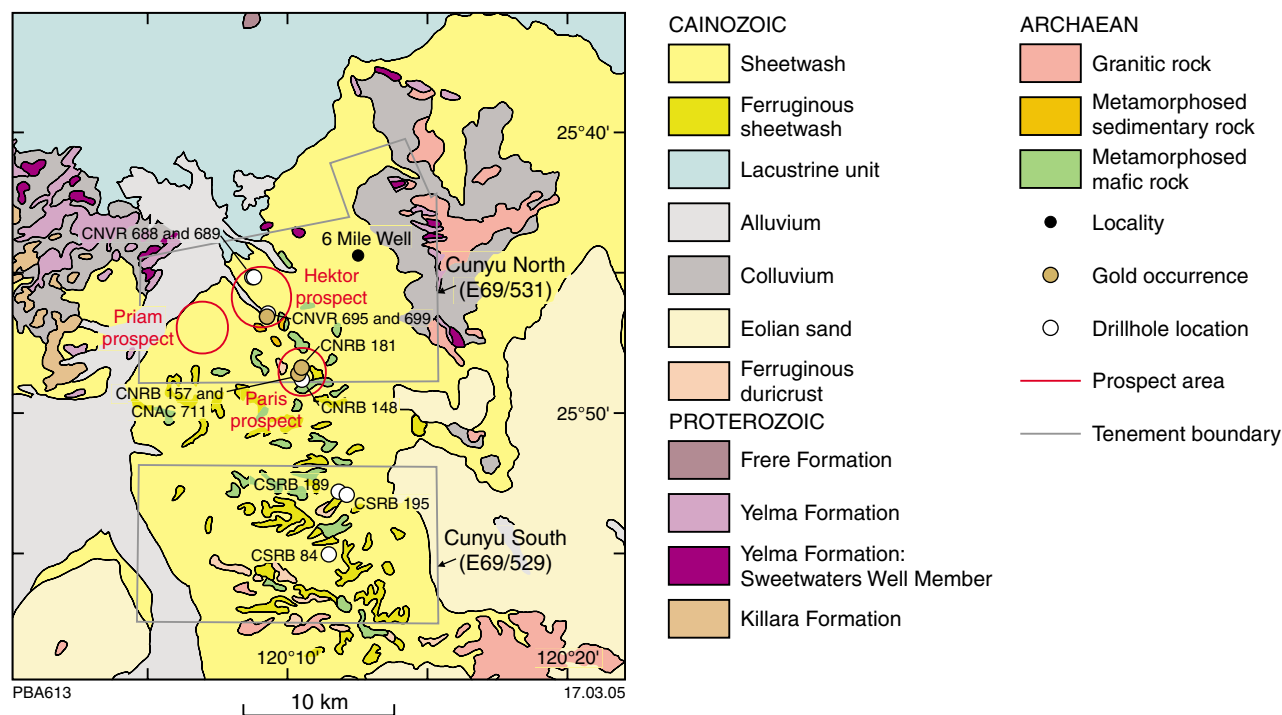 25°40'
CNVR 688 and 689
6 Mile Well
Hektor
prospect
Cunyu North
(E69/531)
Priam
prospect
CNVR 695 and 699
CNRB 181
CNRB 157 and
CNAC 711
Paris
prospect
CNRB 148
25°50'
CSRB 189
CSRB 195
CSRB 84
Cunyu South
(E69/529)
120°10'
120°20'
PBA613
17.03.05
10 km
CAINOZOIC
Sheetwash
Ferruginous
sheetwash
Lacustrine unit
Alluvium
Colluvium
Eolian sand
Ferruginous
duricrust
PROTEROZOIC
Frere Formation
Yelma Formation
Yelma Formation:
Sweetwaters Well Member
Killara Formation
ARCHAEAN
Granitic rock
Metamorphosed
sedimentary rock
Metamorphosed
mafic rock
Locality
Gold occurrence
Drillhole location
Prospect area
Tenement boundary